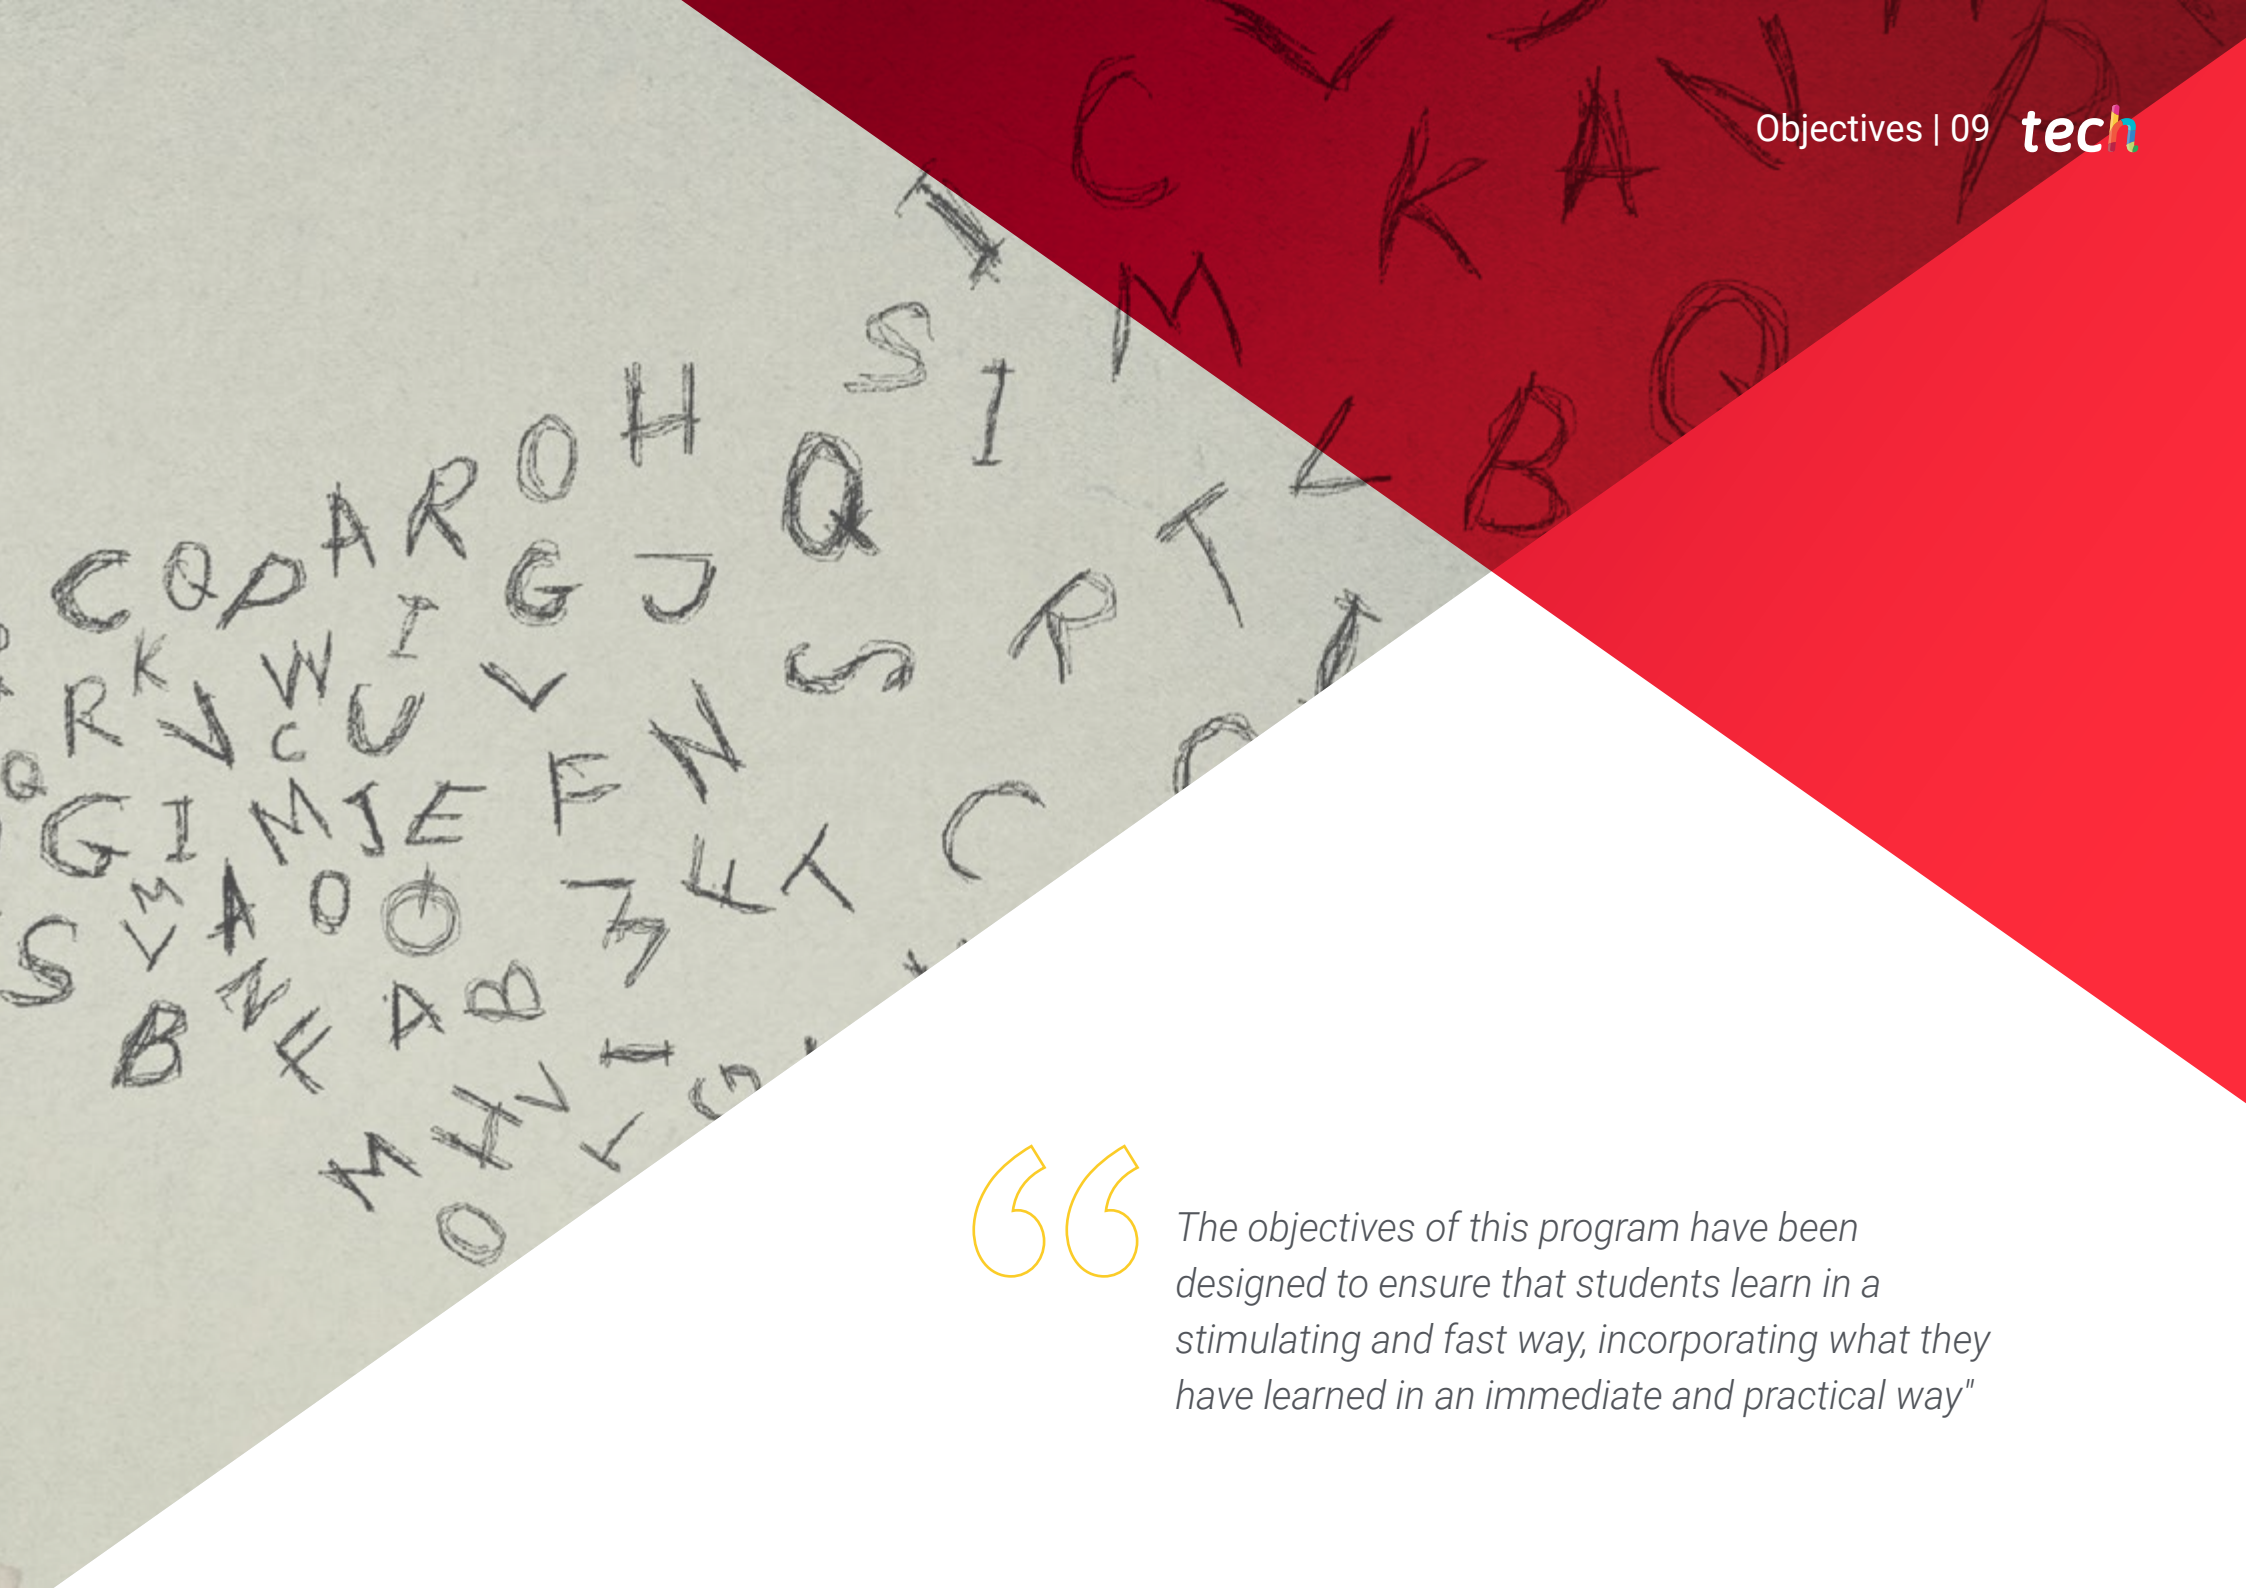 Objectives | 09 tech
C
K A
M
S I
H
O
Q
B Q
L
A R
T
C Q P
G J
I
R
K W
S
R V C U V
N
Q
G I M J E F
C
M A O
F T
S V
B N F A B
I
M H V
O
The objectives of this program have been
designed to ensure that students learn in a
stimulating and fast way, incorporating what they
have learned in an immediate and practical way"